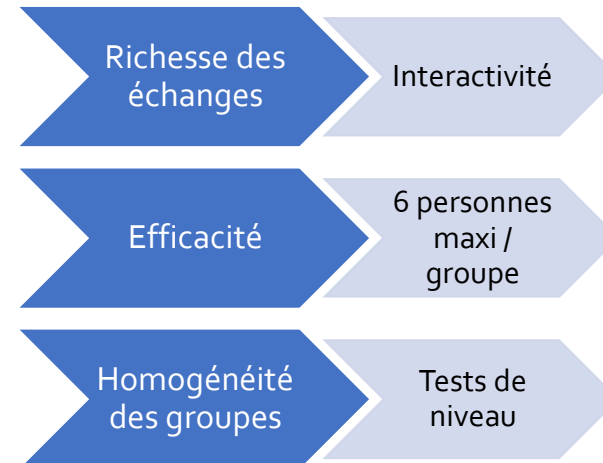 Richesse des
échanges
Interactivité
Efficacité
6 personnes
maxi /
groupe
Homogénéité
des groupes
Tests de
niveau